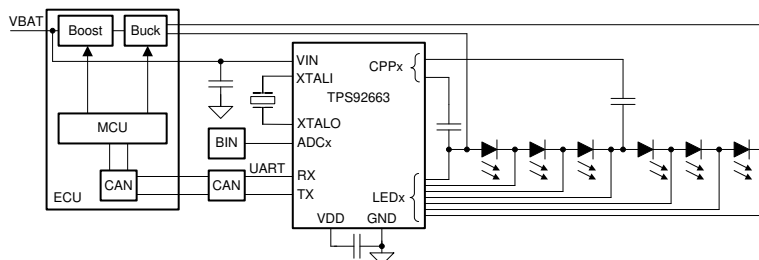 VBAT
Boost
Buck
MCU
CAN
ECU
CAN
BIN
UART
VIN
XTALI
TPS92663
XTALO
ADCx
RX
TX
VDD
GND
CPPx
LEDx